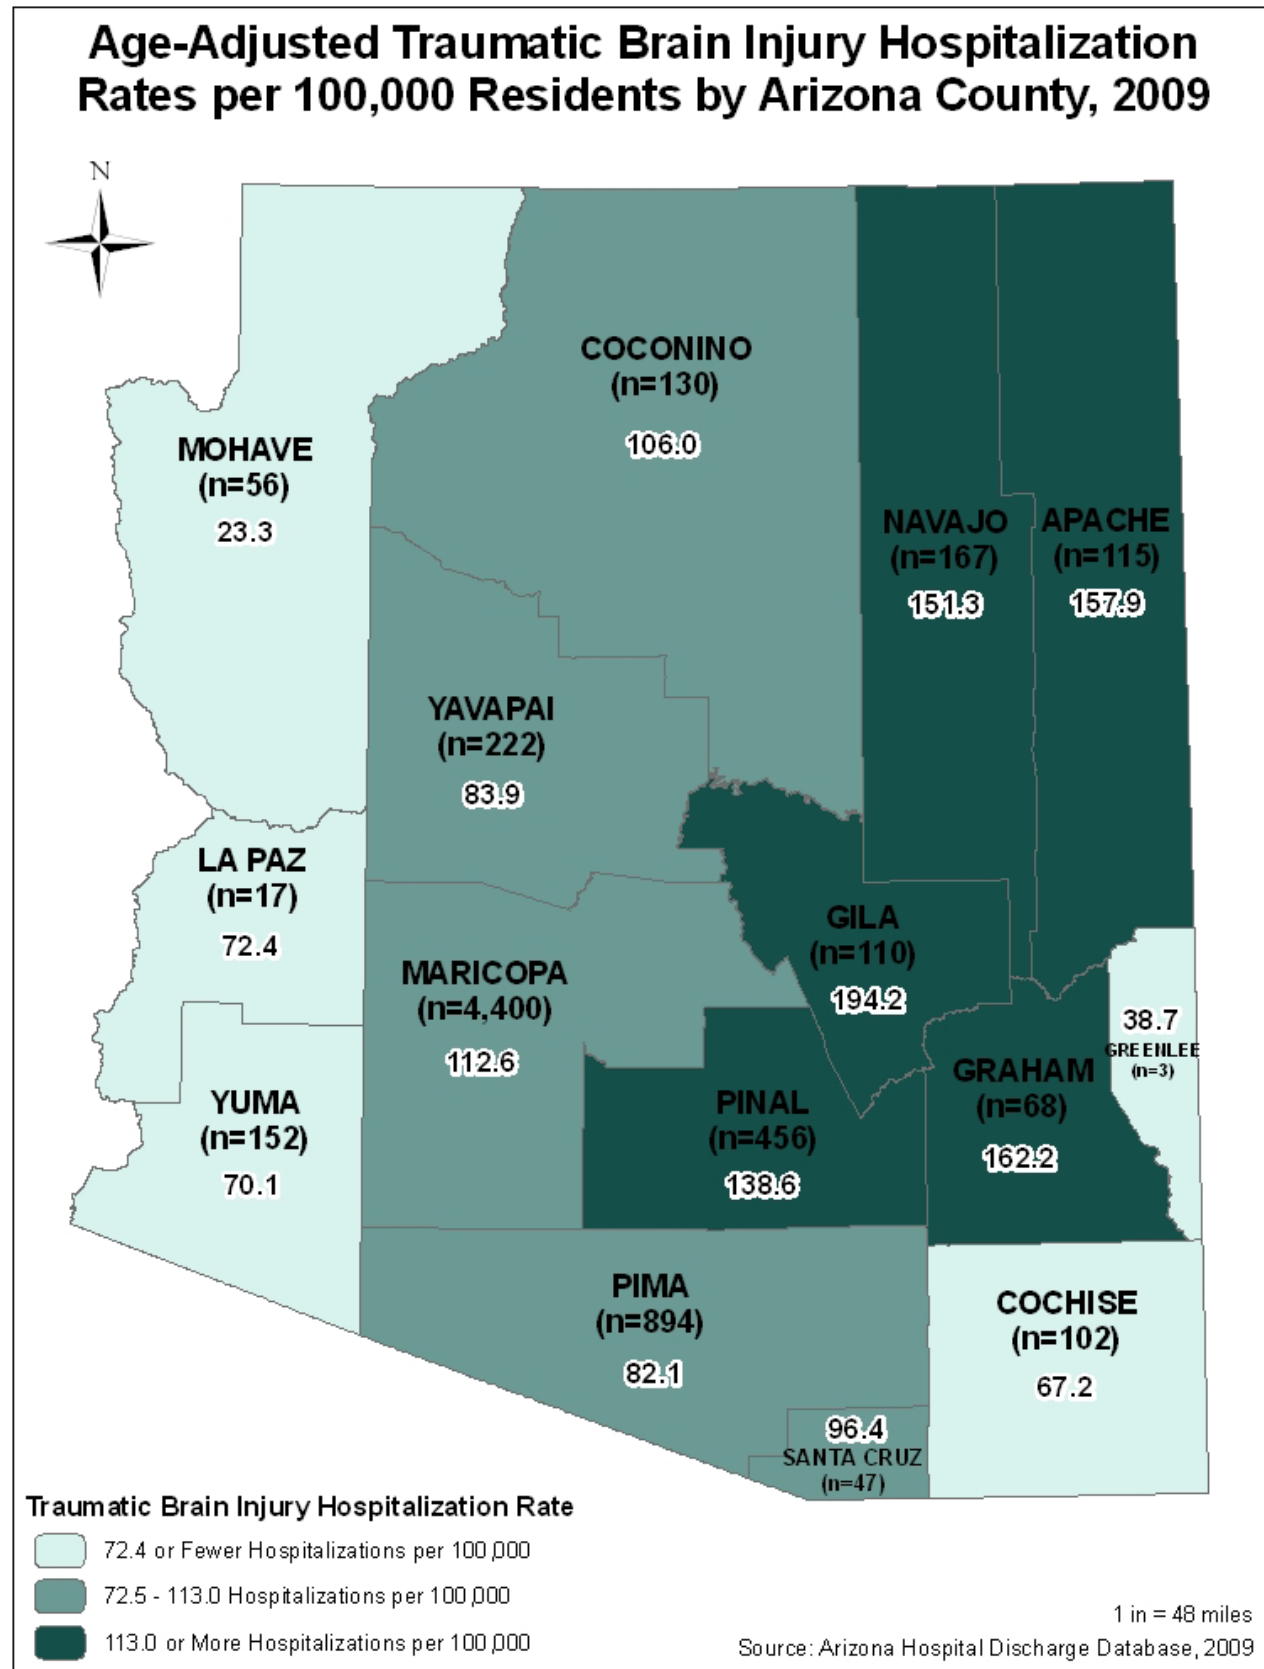 Age-Adjusted Traumatic Brain Injury Hospitalization
Rates per 100,000 Residents by Arizona County, 2009
N
COCONINO
(n=130)
106.0
MOHAVE
(n=56)
23.3
NAVAJO
(n=167)
151.3
APACHE
(n=115)
157.9
YAVAPAI
(n=222)
83.9
LA PAZ
(n=17)
72.4
GILA
(n=110)
194.2
MARICOPA
(n=4,400)
112.6
38.7
GREENLEE
(n=3)
GRAHAM
(n=68)
162.2
YUMA
(n=152)
70.1
PINAL
(n=456)
138.6
PIMA
(n=894)
82.1
COCHISE
(n=102)
67.2
96.4
SANTA CRUZ
(n=47)
Traumatic Brain Injury Hospitalization Rate
72.4 or Fewer Hospitalizations per 100,000
72.5 - 113.0 Hospitalizations per 100,000
113.0 or More Hospitalizations per 100,000
1 in = 48 miles
Source: Arizona Hospital Discharge Database, 2009